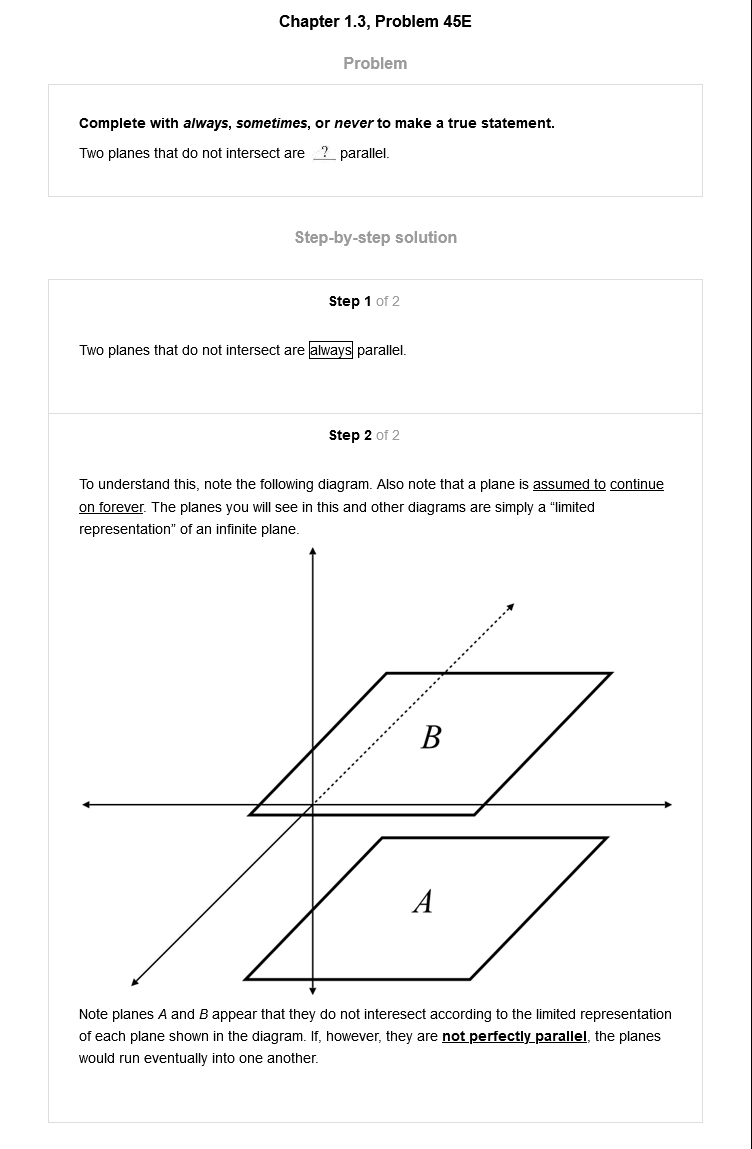 Chapter 1.3, Problem 45E
Problem
Complete with always, sometimes, or never to make a true statement.
Two planes that do not intersect are ? parallel.
Step-by-step solution
Step 1 of 2
Two planes that do not intersect are always parallel.
Step 2 of 2
To understand this, note the following diagram. Also note that a plane is assumed to continue
on forever. The planes you will see in this and other diagrams are simply a “limited
representation” of an infinite plane.
B
A
Note planes A and B appear that they do not interesect according to the limited representation
of each plane shown in the diagram. If, however, they are not perfectly parallel, the planes
would run eventually into one another.